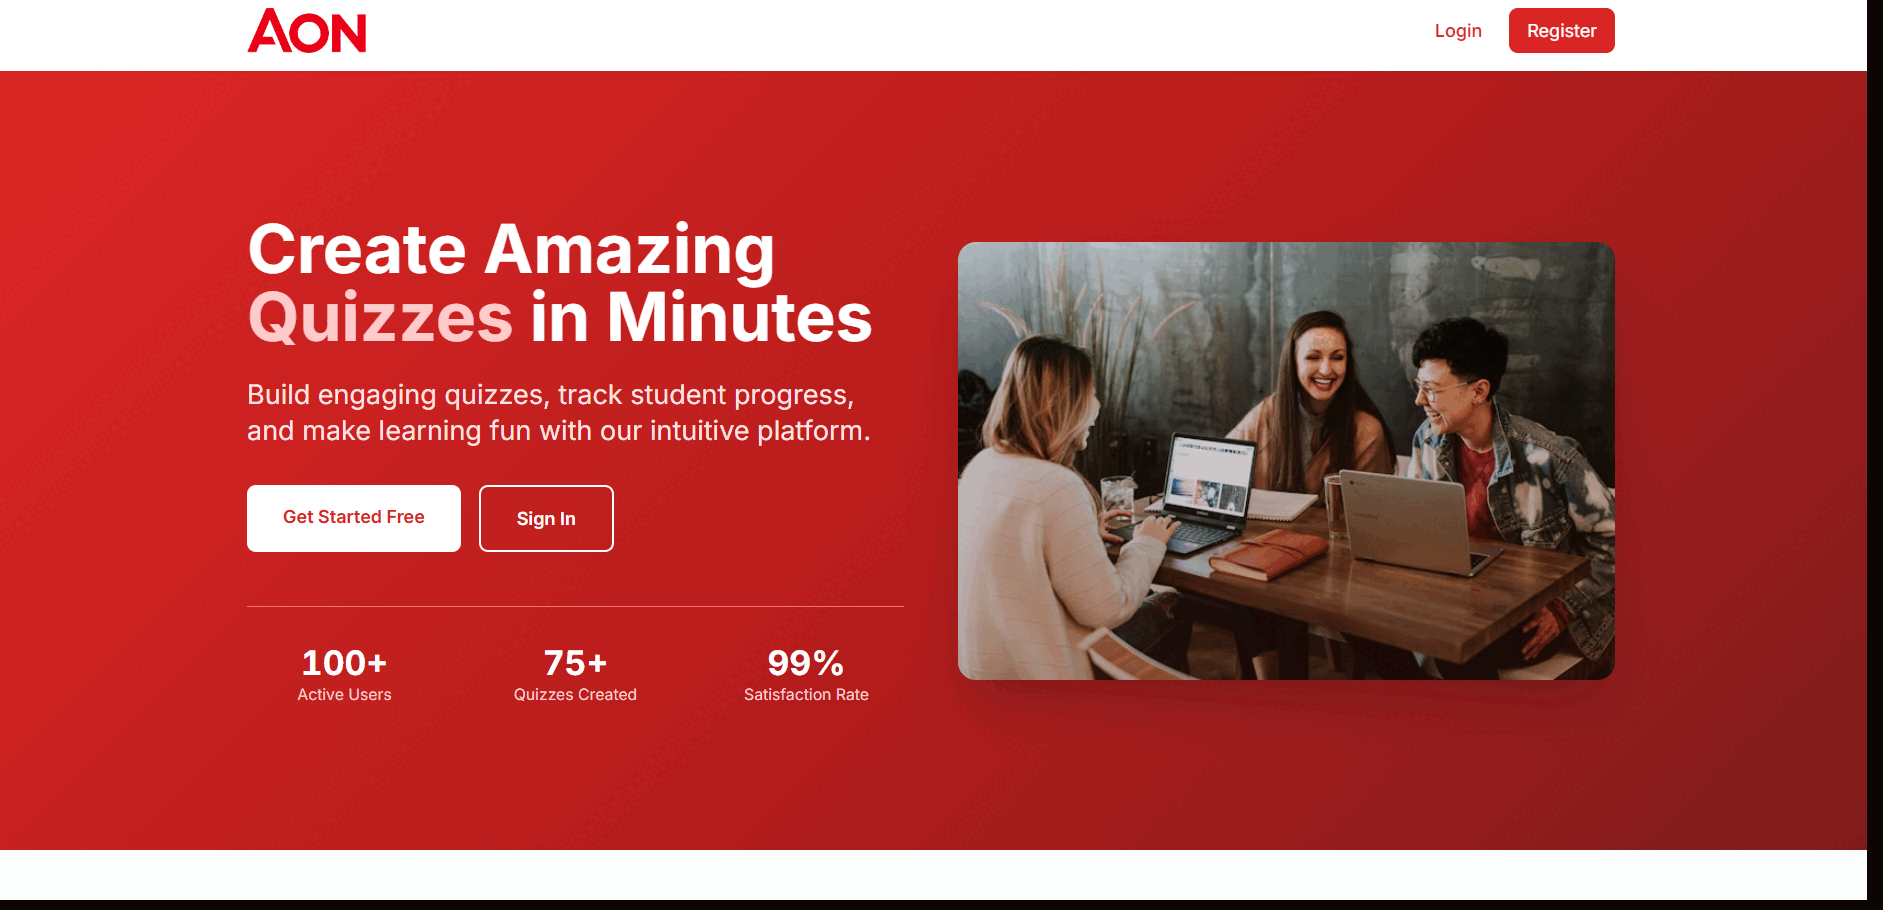 AON
Login
Register
Create Amazing
Quizzes in Minutes
Build engaging quizzes, track student progress,
and make learning fun with our intuitive platform.
Get Started Free
Sign In
100+
Active Users
75+
Quizzes Created
99%
Satisfaction Rate